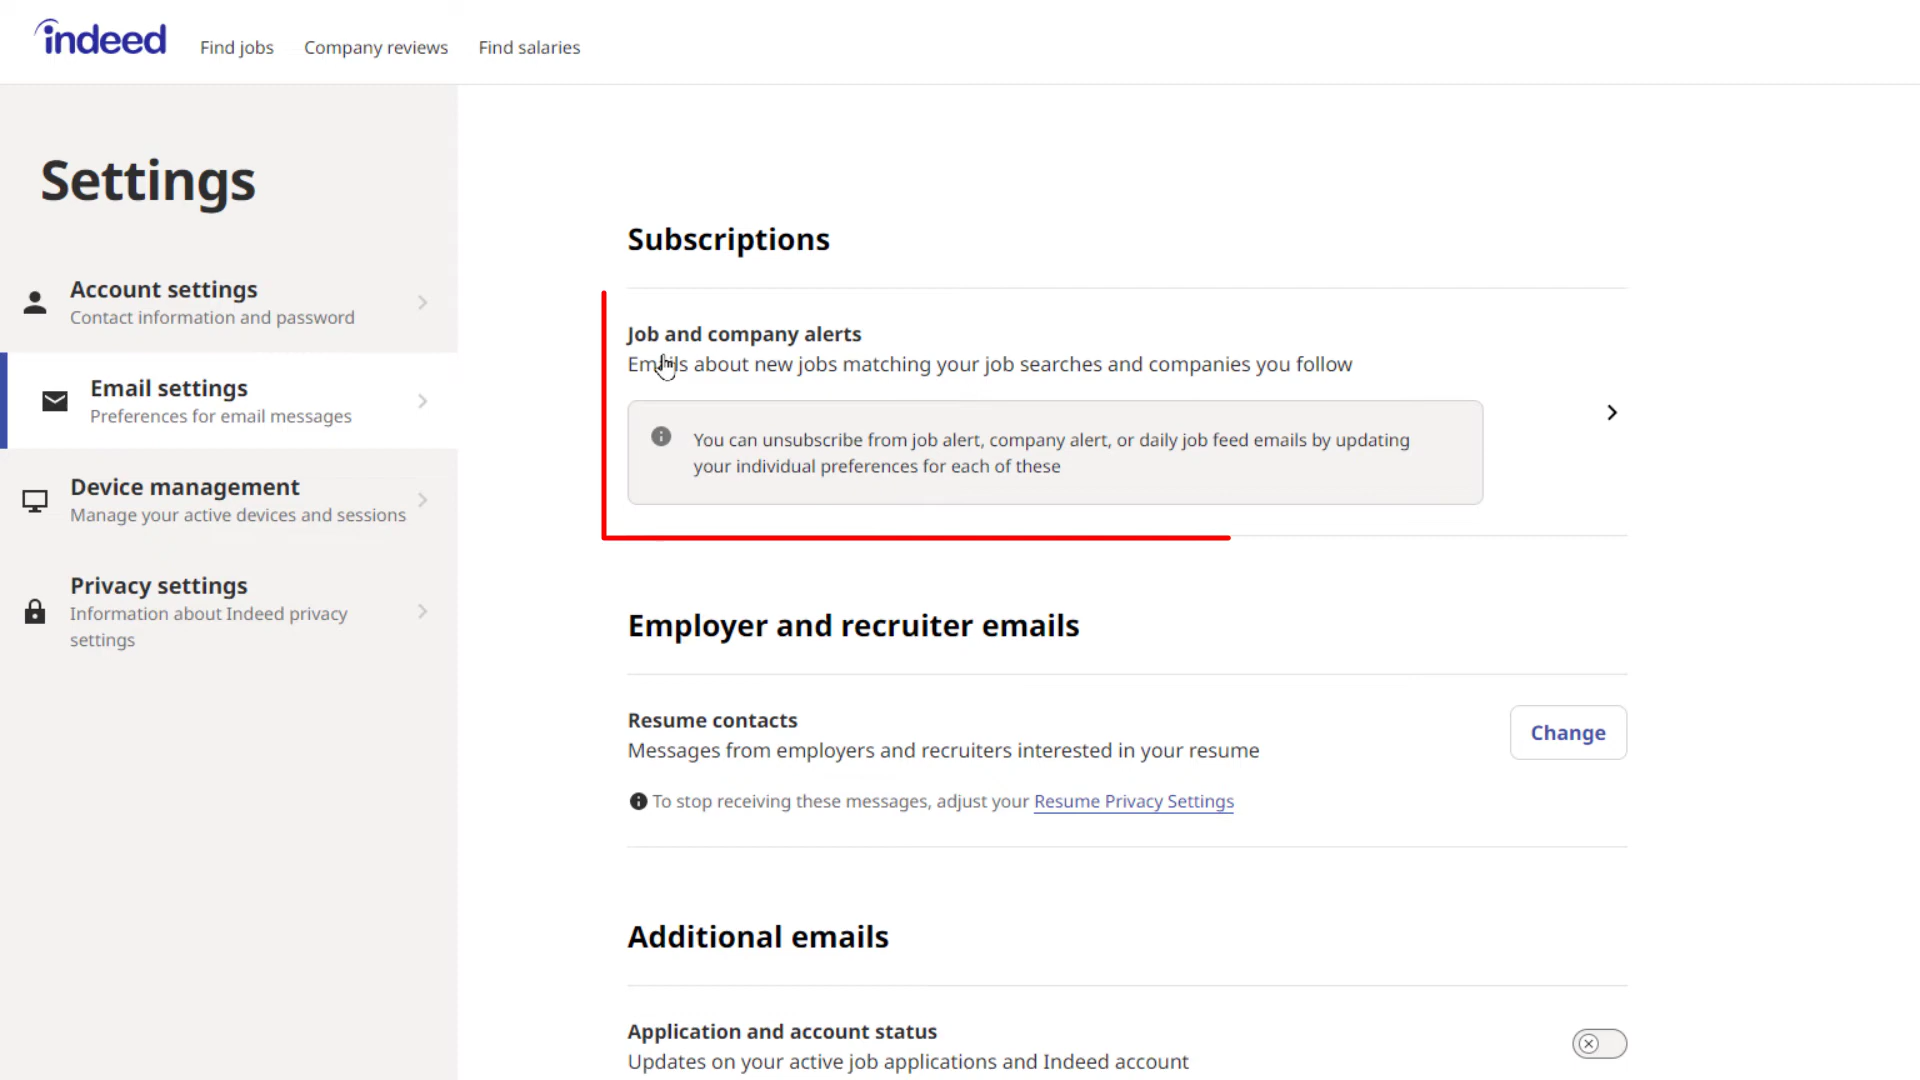 indeed
Find jobs
Company reviews
Find salaries
Settings
Account settings
Contact information and password
Email settings
Preferences for email messages
Device management
Manage your active devices and sessions
Privacy settings
Information about Indeed privacy
settings
Subscriptions
Job and company alerts
Emails about new jobs matching your job searches and companies you follow
You can unsubscribe from job alert, company alert, or daily job feed emails by updating
your individual preferences for each of these
Employer and recruiter emails
Resume contacts
Messages from employers and recruiters interested in your resume
Change
To stop receiving these messages, adjust your Resume Privacy Settings
Additional emails
Application and account status
Updates on your active job applications and Indeed account